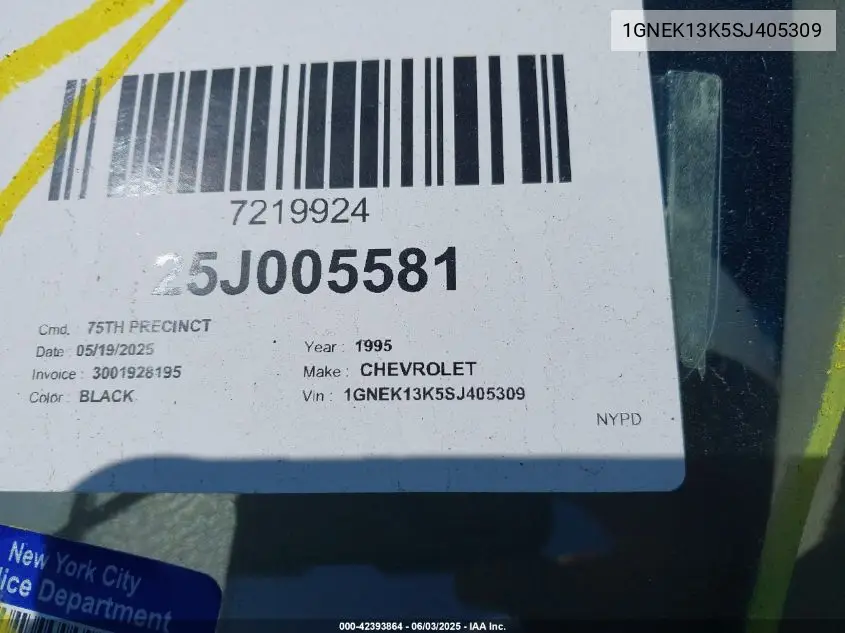 1GNEK13K5SJ405309
7219924
25J005581
Cmd. 75TH PRECINCT
Date : 05/19/2025
Invoice : 3001928195
Color : BLACK
Year : 1995
Make : CHEVROLET
Vin : 1GNEK13K5SJ405309
NYPD
New York City
lice Department
000-42393864 - 06/03/2025 - IAA Inc.